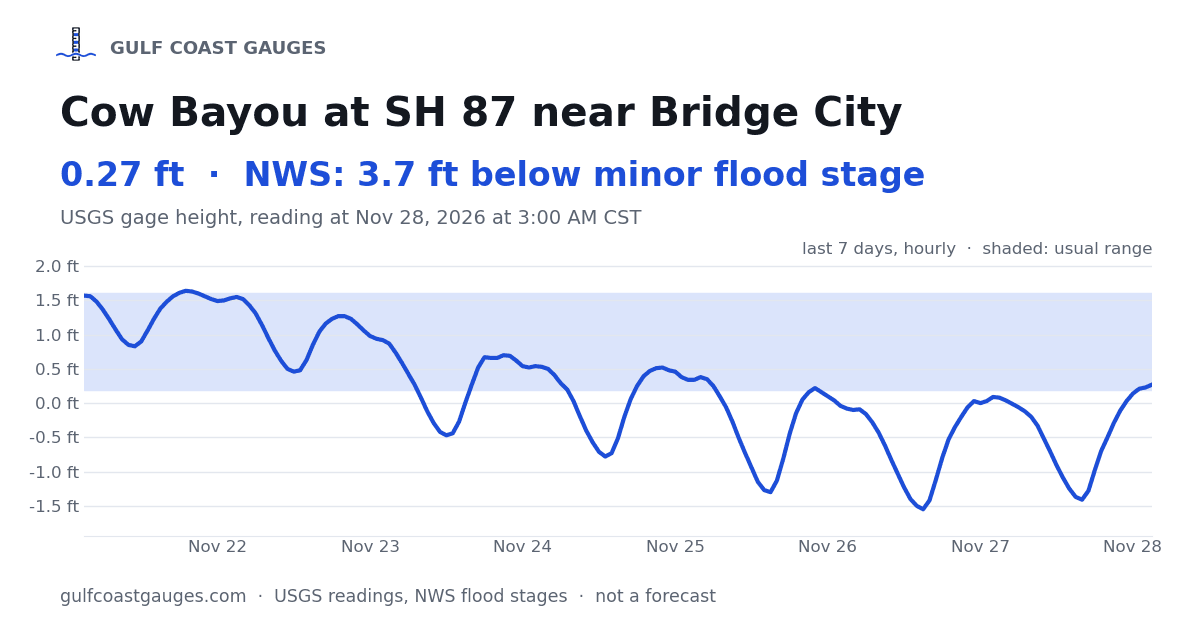 GULF COAST GAUGES
Cow Bayou at SH 87 near Bridge City
0.27 ft · NWS: 3.7 ft below minor flood stage
USGS gage height, reading at Nov 28, 2026 at 3:00 AM CST
last 7 days, hourly · shaded: usual range
2.0 ft
1.5 ft
1.0 ft
0.5 ft
0.0 ft
-0.5 ft
-1.0 ft
-1.5 ft
Nov 22 Nov 23 Nov 24 Nov 25 Nov 26 Nov 27 Nov 28
gulfcoastgauges.com · USGS readings, NWS flood stages · not a forecast